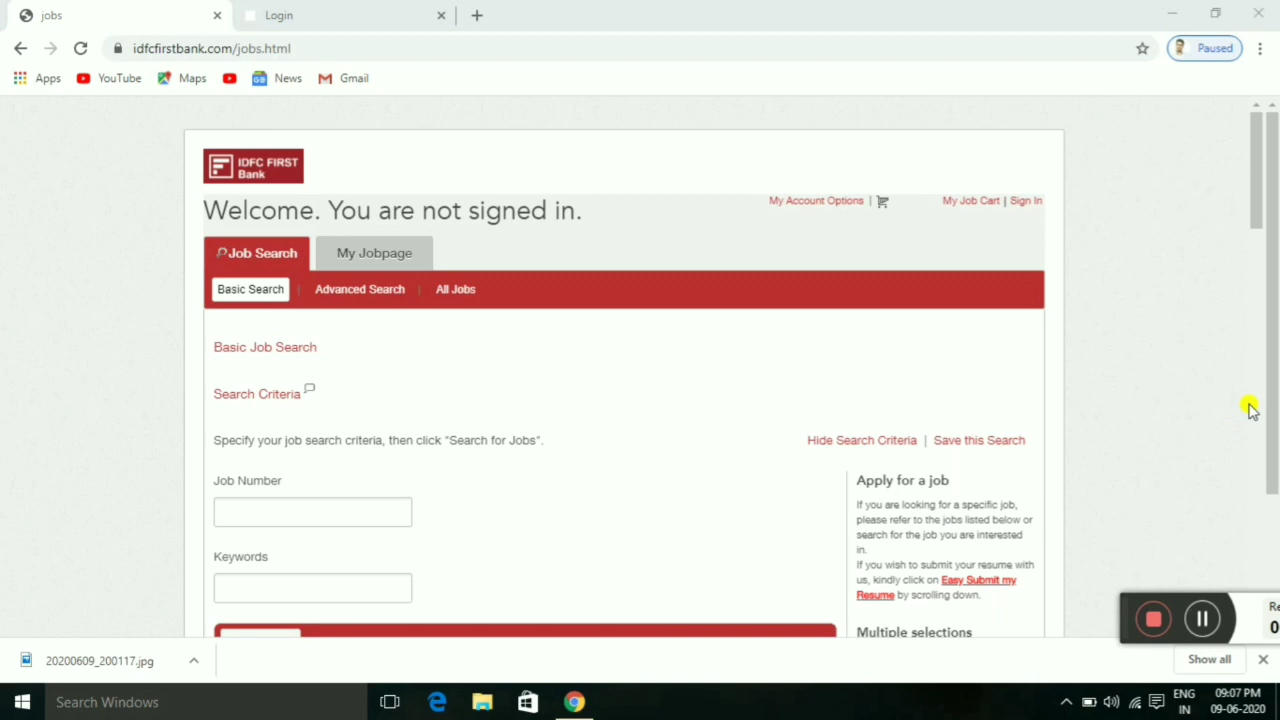 jobs
Login
idfcfirstbank.com/jobs.html
Paused
Apps
YouTube
Maps
News
Gmail
IDFC FIRST
Bank
Welcome. You are not signed in.
My Account Options |
My Job Cart | Sign In
Job Search
My Jobpage
Basic Search | Advanced Search | All Jobs
Basic Job Search
Search Criteria
Specify your job search criteria, then click "Search for Jobs".
Hide Search Criteria | Save this Search
Job Number
Keywords
Apply for a job
If you are looking for a specific job,
please refer to the jobs listed below or
search for the job you are interested
in.
If you wish to submit your resume with
us, kindly click on Easy Submit my
Resume by scrolling down.
Multiple selections
20200609_200117.jpg
Show all
Search Windows
ENG
IN
09:07 PM
09-06-2020